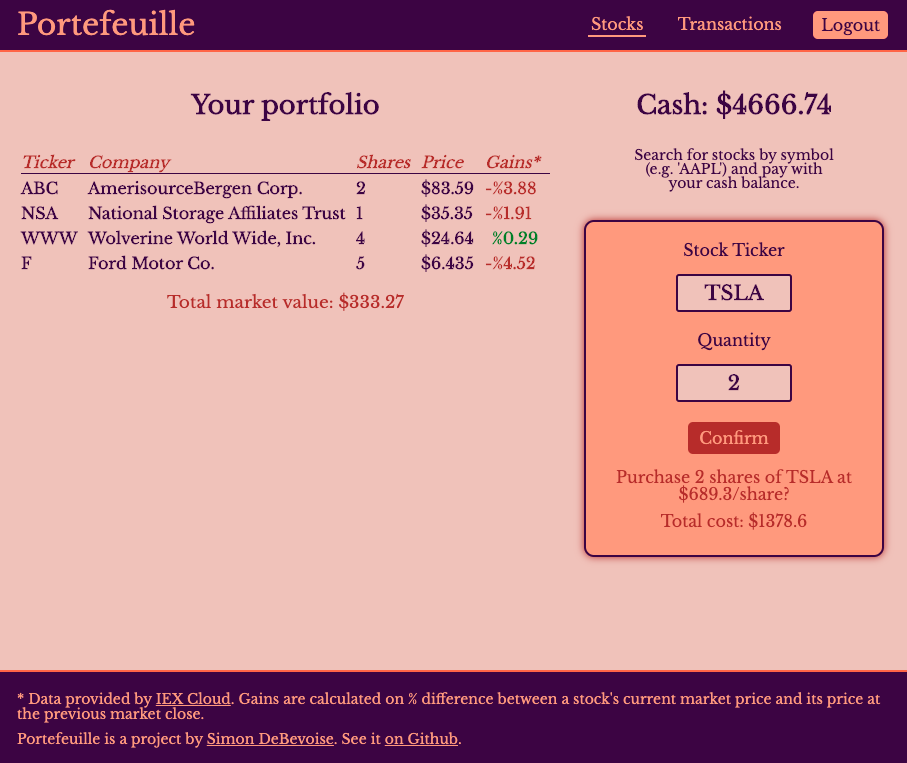 Portefeuille
Stocks Transactions Logout
Your portfolio
Ticker Company Shares Price Gains*
ABC AmerisourceBergen Corp. 2 $83.59 -%3.88
NSA National Storage Affiliates Trust 1 $35.35 -%1.91
WWW Wolverine World Wide, Inc. 4 $24.64 %0.29
F Ford Motor Co. 5 $6.435 -%4.52
Total market value: $333.27
Cash: $4666.74
Search for stocks by symbol
(e.g. 'AAPL') and pay with
your cash balance.
Stock Ticker
TSLA
Quantity
2
Confirm
Purchase 2 shares of TSLA at
$689.3/share?
Total cost: $1378.6
* Data provided by IEX Cloud. Gains are calculated on % difference between a stock's current market price and its price at
the previous market close.
Portefeuille is a project by Simon DeBevoise. See it on Github.